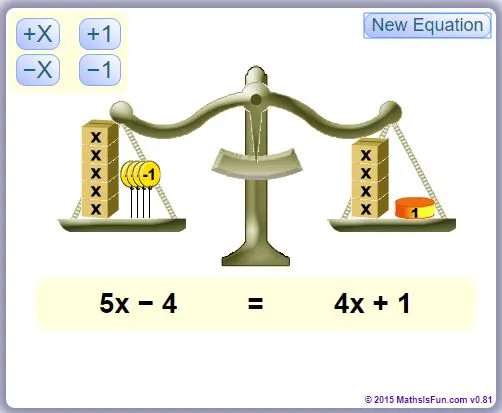 +X +1 New Equation
−X −1
X
X X
X −1 X
X X
X X 1
5x − 4 = 4x + 1
© 2015 MathsIsFun.com v0.81